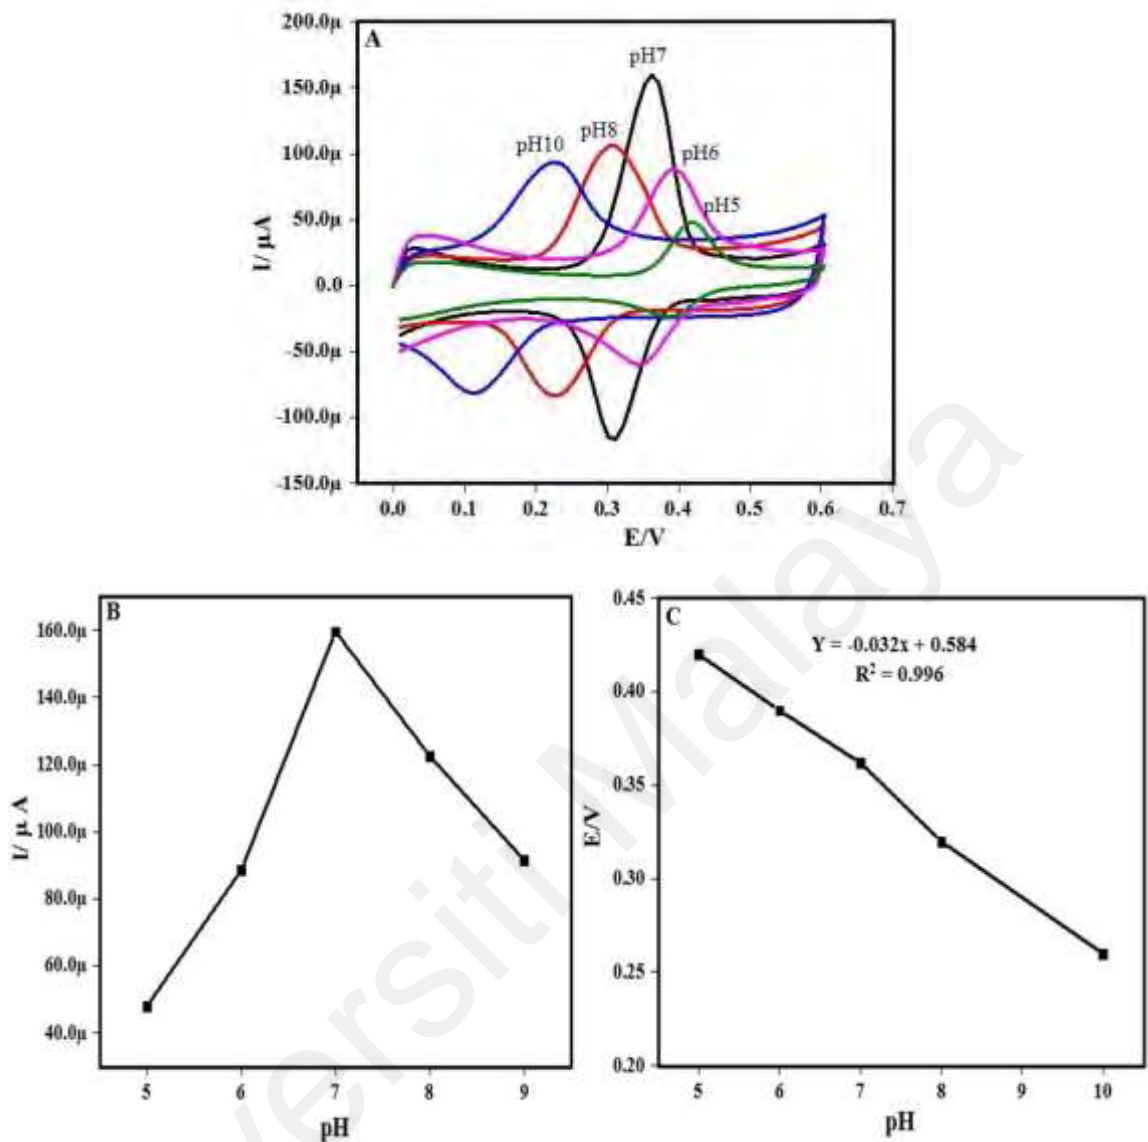 A
200.0µ
150.0µ
100.0µ
50.0µ
0.0
-50.0µ
-100.0µ
-150.0µ
I/ µA
pH7
pH8
pH10
pH6
pH5
0.0 0.1 0.2 0.3 0.4 0.5 0.6 0.7
E/V
B
160.0µ
140.0µ
120.0µ
100.0µ
80.0µ
60.0µ
40.0µ
I/ µ A
5 6 7 8 9
pH
C
Y = -0.032x + 0.584
R² = 0.996
0.45
0.40
0.35
0.30
0.25
0.20
E/V
5 6 7 8 9 10
pH
versiti Malaya